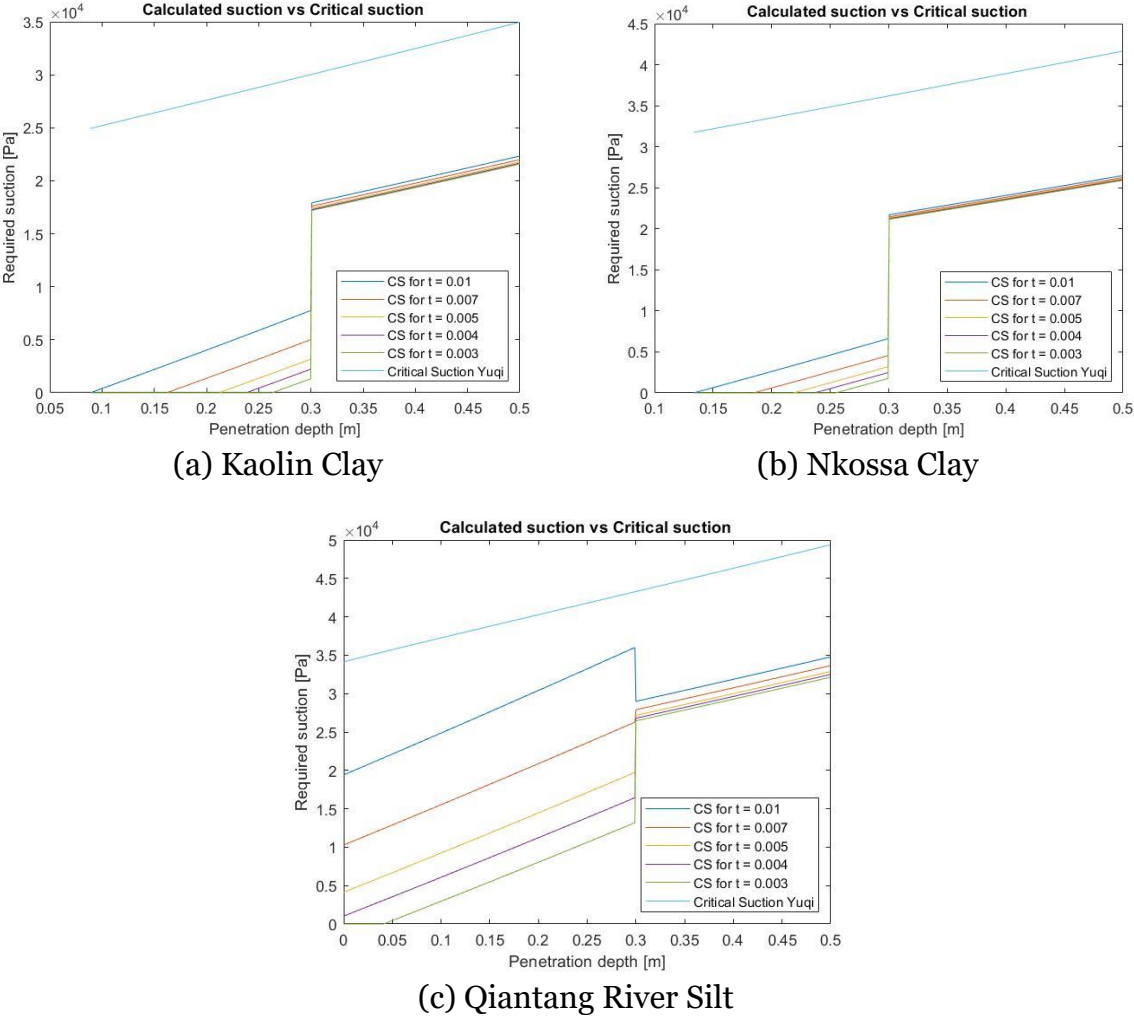 Calculated suction vs Critical suction
×10⁴
3.5
3
2.5
2
1.5
1
0.5
0
Required suction [Pa]
CS for t = 0.01
CS for t = 0.007
CS for t = 0.005
CS for t = 0.004
CS for t = 0.003
Critical Suction Yuqi
0.05 0.1 0.15 0.2 0.25 0.3 0.35 0.4 0.45 0.5
Penetration depth [m]
(a) Kaolin Clay
Calculated suction vs Critical suction
×10⁴
4.5
4
3.5
3
2.5
2
1.5
1
0.5
0
Required suction [Pa]
CS for t = 0.01
CS for t = 0.007
CS for t = 0.005
CS for t = 0.004
CS for t = 0.003
Critical Suction Yuqi
0.1 0.15 0.2 0.25 0.3 0.35 0.4 0.45 0.5
Penetration depth [m]
(b) Nkossa Clay
Calculated suction vs Critical suction
×10⁴
5
4.5
4
3.5
3
2.5
2
1.5
1
0.5
0
Required suction [Pa]
CS for t = 0.01
CS for t = 0.007
CS for t = 0.005
CS for t = 0.004
CS for t = 0.003
Critical Suction Yuqi
0 0.05 0.1 0.15 0.2 0.25 0.3 0.35 0.4 0.45 0.5
Penetration depth [m]
(c) Qiantang River Silt